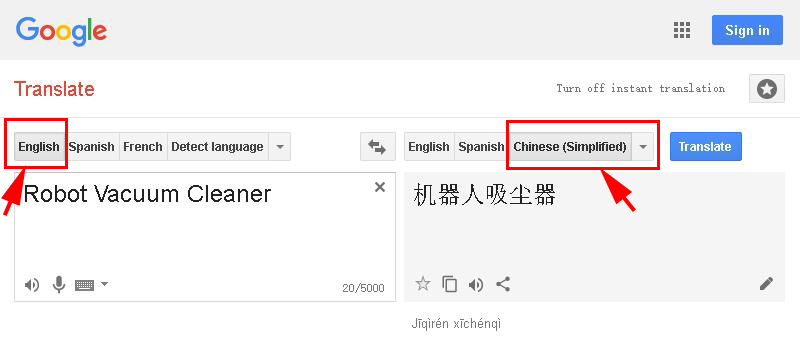 Google
Sign in
Translate
Turn off instant translation
English Spanish French Detect language
English Spanish Chinese (Simplified) Translate
Robot Vacuum Cleaner
机器人吸尘器
20/5000
Jīqìrén xīchénqì